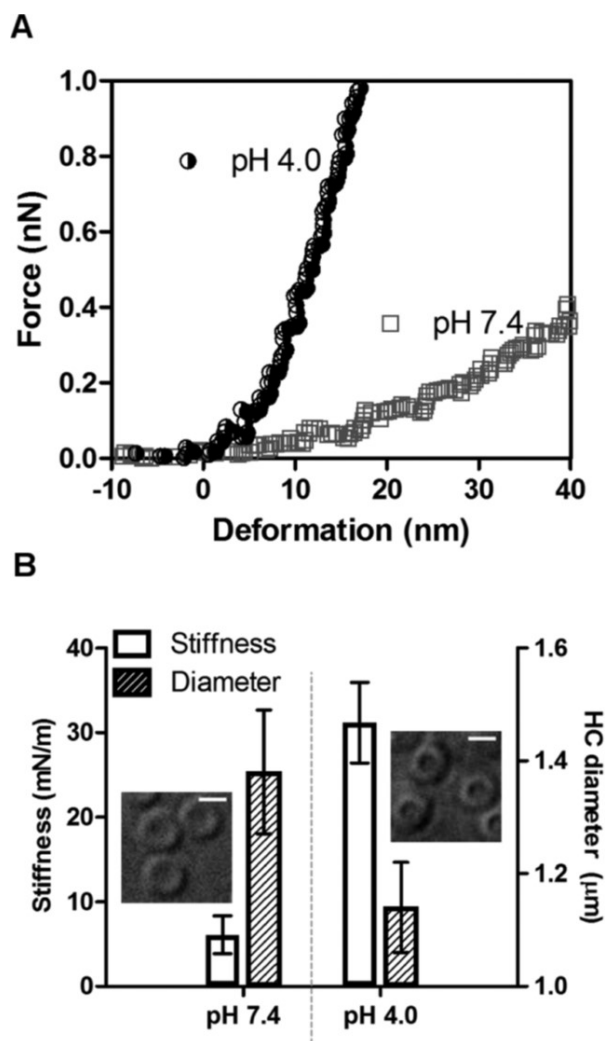 A
1.0
0.8
0.6
0.4
0.2
0.0
Force (nN)
pH 4.0
pH 7.4
-10 0 10 20 30 40
Deformation (nm)
B
Stiffness
Diameter
40
30
20
10
0
Stiffness (mN/m)
1.6
1.4
1.2
1.0
HC diameter (μm)
pH 7.4 pH 4.0